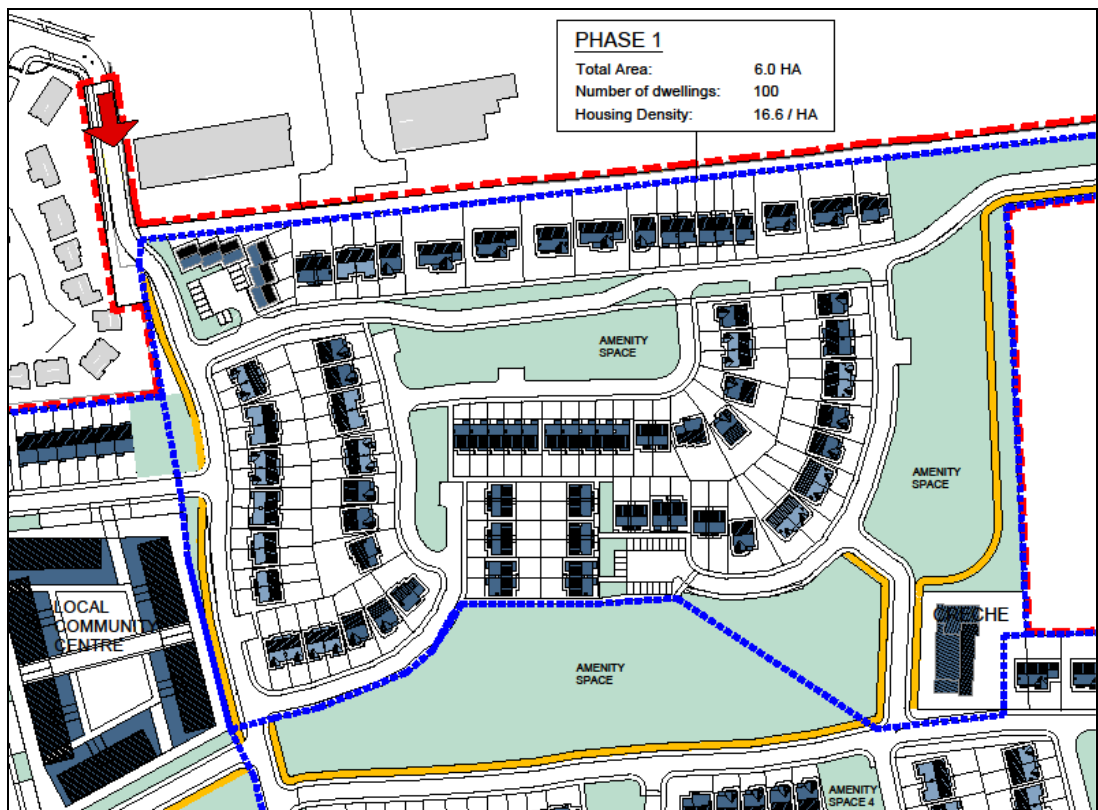 PHASE 1
Total Area: 6.0 HA
Number of dwellings: 100
Housing Density: 16.6 / HA
AMENITY
SPACE
AMENITY
SPACE
LOCAL
COMMUNITY
CENTRE
CRECHE
AMENITY
SPACE
AMENITY
SPACE 4